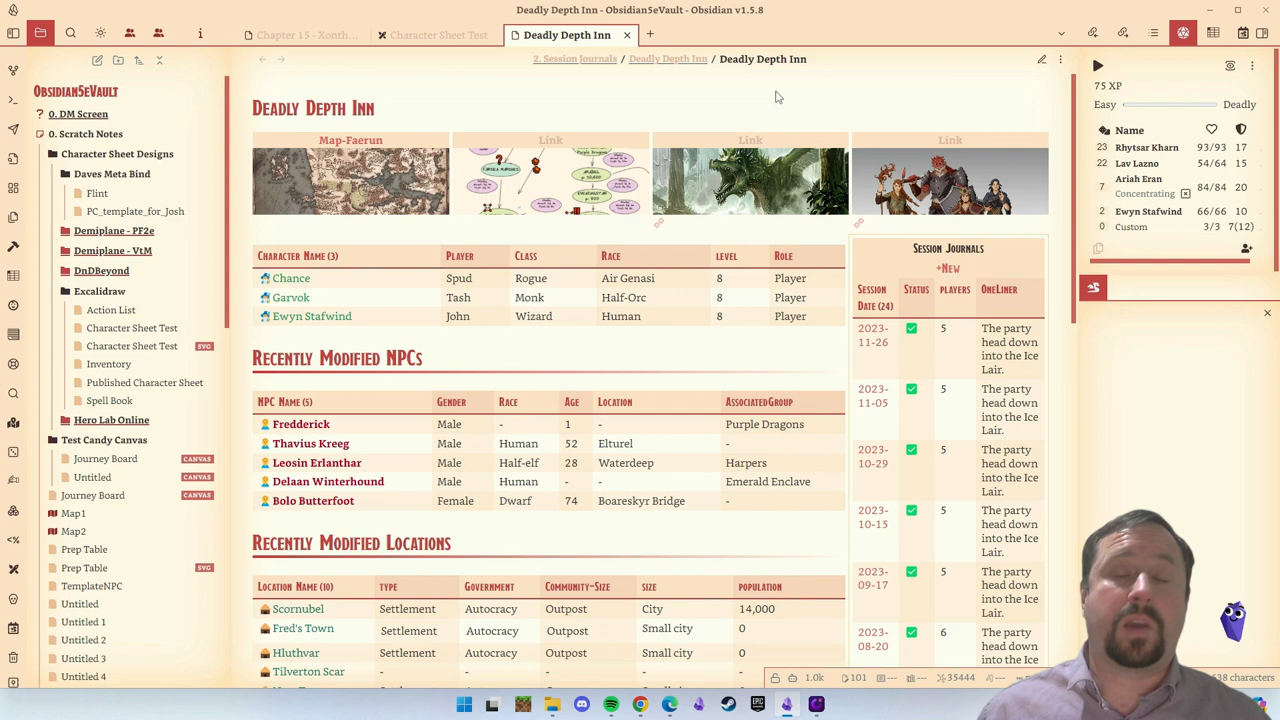 Deadly Depth Inn - Obsidian5eVault - Obsidian v1.5.8
Chapter 15 - Xonth...
Character Sheet Test
Deadly Depth Inn
2. Session Journals / Deadly Depth Inn / Deadly Depth Inn
Obsidian5eVault
0. DM Screen
0. Scratch Notes
Character Sheet Designs
Daves Meta Bind
Flint
PC_template_for_Josh
Demiplane - PF2e
Demiplane - VtM
DnDBeyond
Excalidraw
Action List
Character Sheet Test
Character Sheet Test SVG
Inventory
Published Character Sheet
Spell Book
Hero Lab Online
Test Candy Canvas
Journey Board CANVAS
Untitled CANVAS
Journey Board CANVAS
Map1
Map2
Prep Table
Prep Table SVG
TemplateNPC
Untitled
Untitled 1
Untitled 2
Untitled 3
Untitled 4
Deadly Depth Inn
Map-Faerun Link Link Link
Character Name (3) Player Class Race level Role
Chance Spud Rogue Air Genasi 8 Player
Garvok Tash Monk Half-Orc 8 Player
Ewyn Stafwind John Wizard Human 8 Player
Recently Modified NPCs
NPC Name (5) Gender Race Age Location AssociatedGroup
Fredderick Male - 1 - Purple Dragons
Thavius Kreeg Male Human 52 Elturel -
Leosin Erlanthar Male Half-elf 28 Waterdeep Harpers
Delaan Winterhound Male Human - - Emerald Enclave
Bolo Butterfoot Female Dwarf 74 Boareskyr Bridge -
Recently Modified Locations
Location Name (10) type Government Community-Size size population
Scornubel Settlement Autocracy Outpost City 14,000
Fred's Town Settlement Autocracy Outpost Small city 0
Hluthvar Settlement Autocracy Outpost Small city 0
Tilverton Scar - - - - -
Session Journals
+New
Session Date (24) Status players OneLiner
2023-11-26 5 The party head down into the Ice Lair.
2023-11-05 5 The party head down into the Ice Lair.
2023-10-29 5 The party head down into the Ice Lair.
2023-10-15 5 The party head down into the Ice Lair.
2023-09-17 5 The party head down into the Ice Lair.
2023-08-20 6 The party head down into the Ice
75 XP
Easy Deadly
Name
23 Rhytsar Kharn 93/93 17
22 Lav Lazno 54/64 15
7 Ariah Eran 84/84 20
Concentrating
2 Ewyn Stafwind 66/66 10
0 Custom 3/3 7(12)
1.0k 101 --- --- 35444 ---
638 characters
EPIC